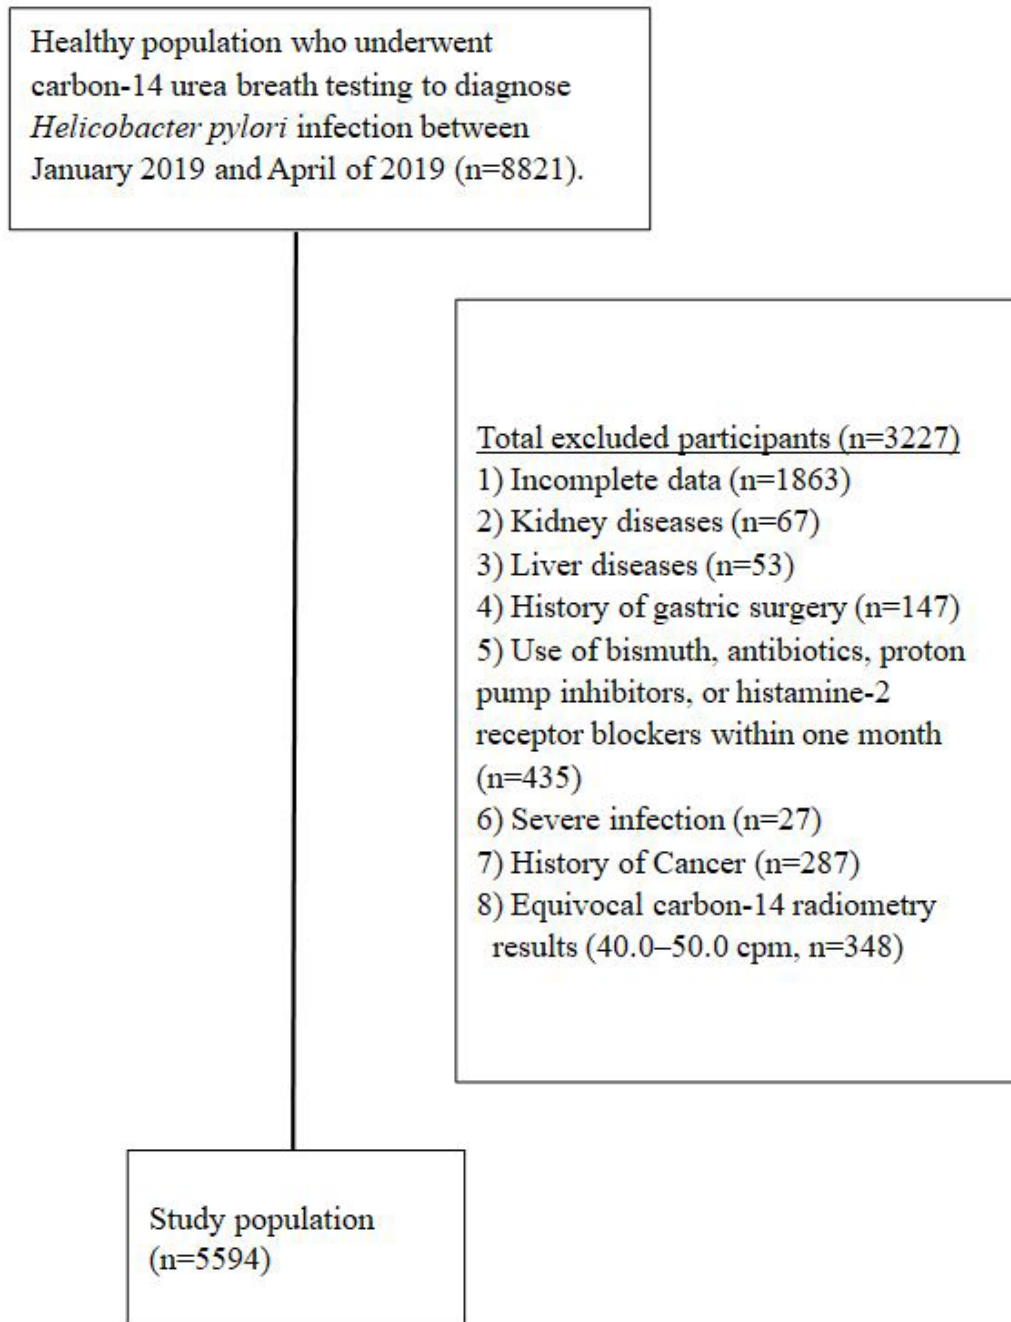 Healthy population who underwent
carbon-14 urea breath testing to diagnose
Helicobacter pylori infection between
January 2019 and April of 2019 (n=8821).
Total excluded participants (n=3227)
1) Incomplete data (n=1863)
2) Kidney diseases (n=67)
3) Liver diseases (n=53)
4) History of gastric surgery (n=147)
5) Use of bismuth, antibiotics, proton
pump inhibitors, or histamine-2
receptor blockers within one month
(n=435)
6) Severe infection (n=27)
7) History of Cancer (n=287)
8) Equivocal carbon-14 radiometry
results (40.0–50.0 cpm, n=348)
Study population
(n=5594)